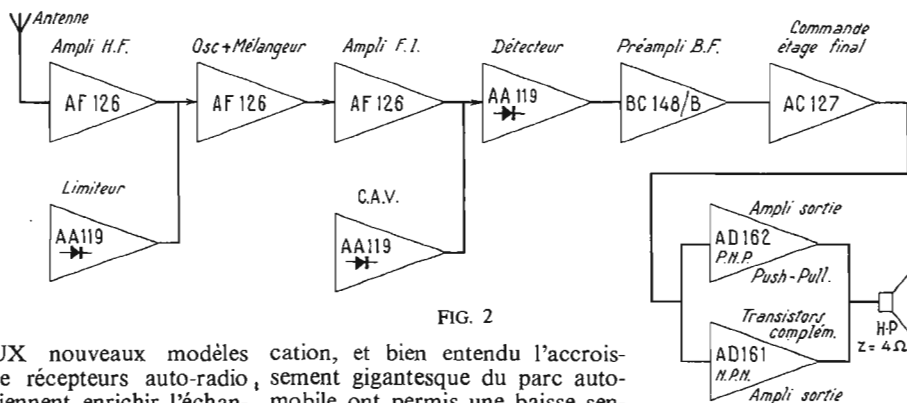 Antenne
Ampli H.F.
Osc+Mélangeur
Ampli F.I.
Détecteur
Préampli B.F.
Commande
étage final
AF 126
AF 126
AF 126
AA 119
BC 148/B
AC 127
Limiteur
AA119
C.A.V.
AA119
Ampli sortie
AD162
P.N.P.
Push-Pull.
Transistors
complém.
AD161
N.P.N.
Ampli sortie
H.P
Z = 4 Ω
FIG. 2
UX nouveaux modèles
e récepteurs auto-radio
iennent enrichir l'échan
cation, et bien entendu l'accrois-
sement gigantesque du parc auto-
mobile ont permis une baisse sen